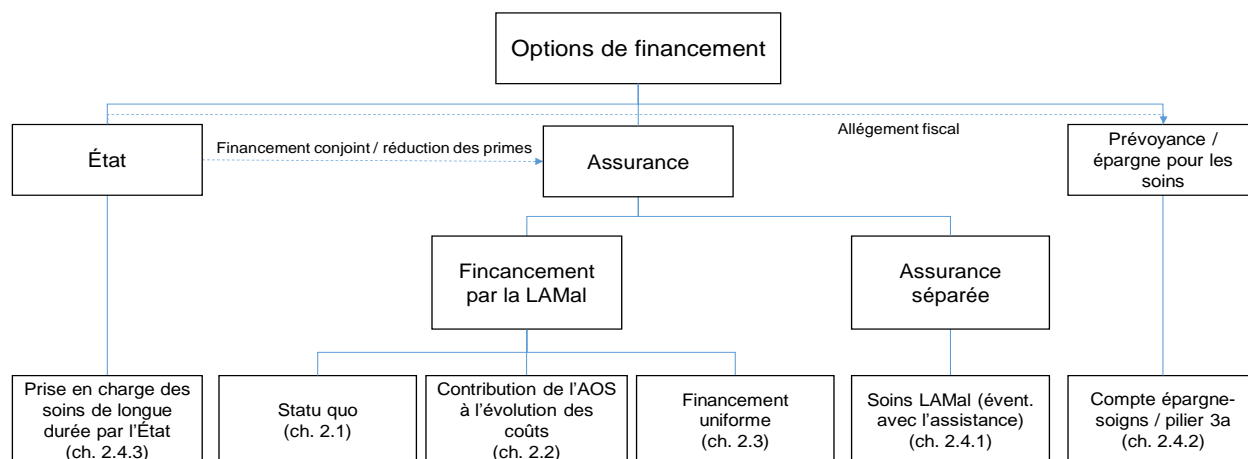 Options de financement
État
Financement conjoint / réduction des primes
Assurance
Allégement fiscal
Prévoyance /
épargne pour les
soins
Fincancement
par la LAMal
Assurance
séparée
Prise en charge des
soins de longue
durée par l'État
(ch. 2.4.3)
Statu quo
(ch. 2.1)
Contribution de l'AOS
à l'évolution des
coûts
(ch. 2.2)
Financement
uniforme
(ch. 2.3)
Soins LAMal (évent.
avec l'assistance)
(ch. 2.4.1)
Compte épargne-
soigns / pilier 3a
(ch. 2.4.2)